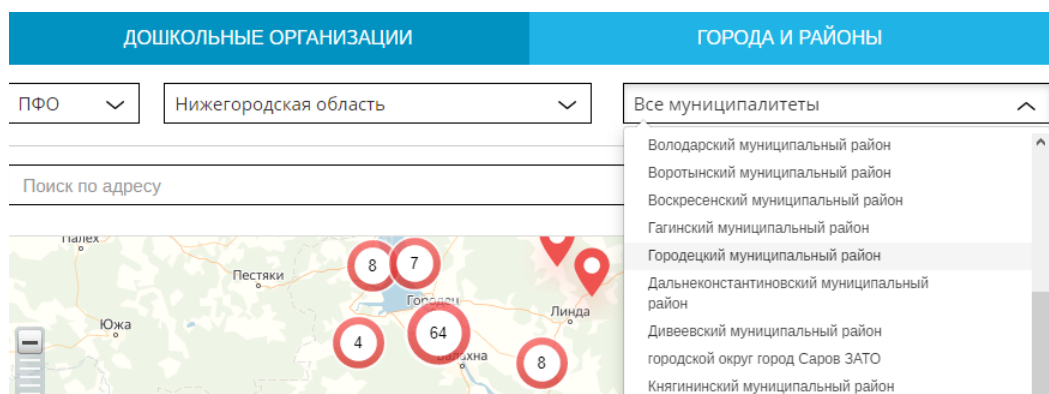 ДОШКОЛЬНЫЕ ОРГАНИЗАЦИИ
ГОРОДА И РАЙОНЫ
ПФО
Нижегородская область
Все муниципалитеты
Володарский муниципальный район
Воротынский муниципальный район
Воскресенский муниципальный район
Гагинский муниципальный район
Городецкий муниципальный район
Дальнеконстантиновский муниципальный
район
Дивеевский муниципальный район
городской округ город Саров ЗАТО
Княгининский муниципальный район
Поиск по адресу
Палех
Пестяки
8
7
Городец
Линда
Южа
4
64
Балахна
8